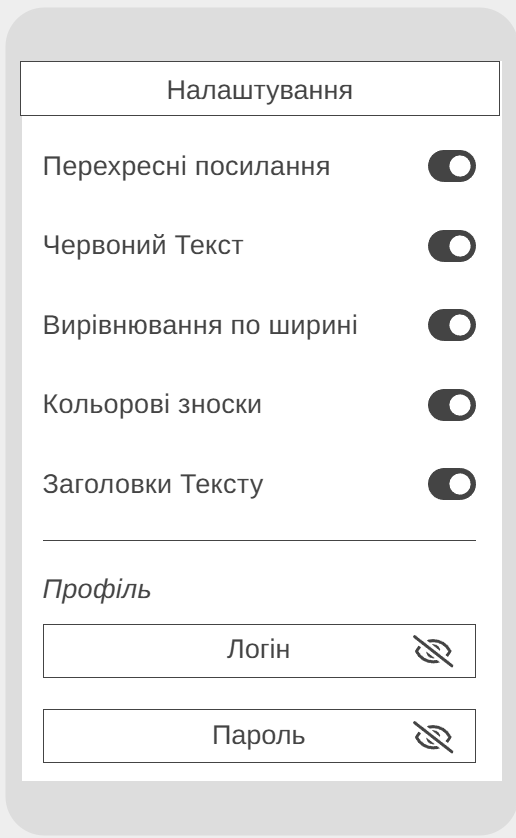 Налаштування
Перехресні посилання
Червоний Текст
Вирівнювання по ширині
Кольорові зноски
Заголовки Тексту
Профіль
Логін
Пароль